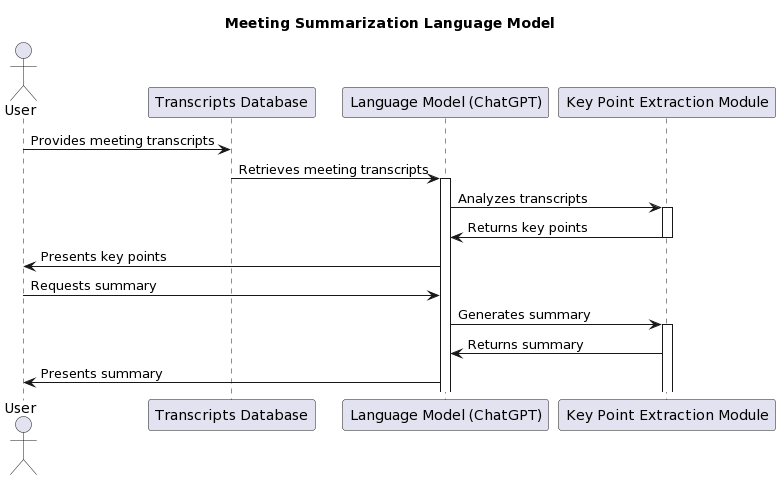 Meeting Summarization Language Model
User
Transcripts Database
Language Model (ChatGPT)
Key Point Extraction Module
Provides meeting transcripts
Retrieves meeting transcripts
Analyzes transcripts
Returns key points
Presents key points
Requests summary
Generates summary
Returns summary
Presents summary
User
Transcripts Database
Language Model (ChatGPT)
Key Point Extraction Module